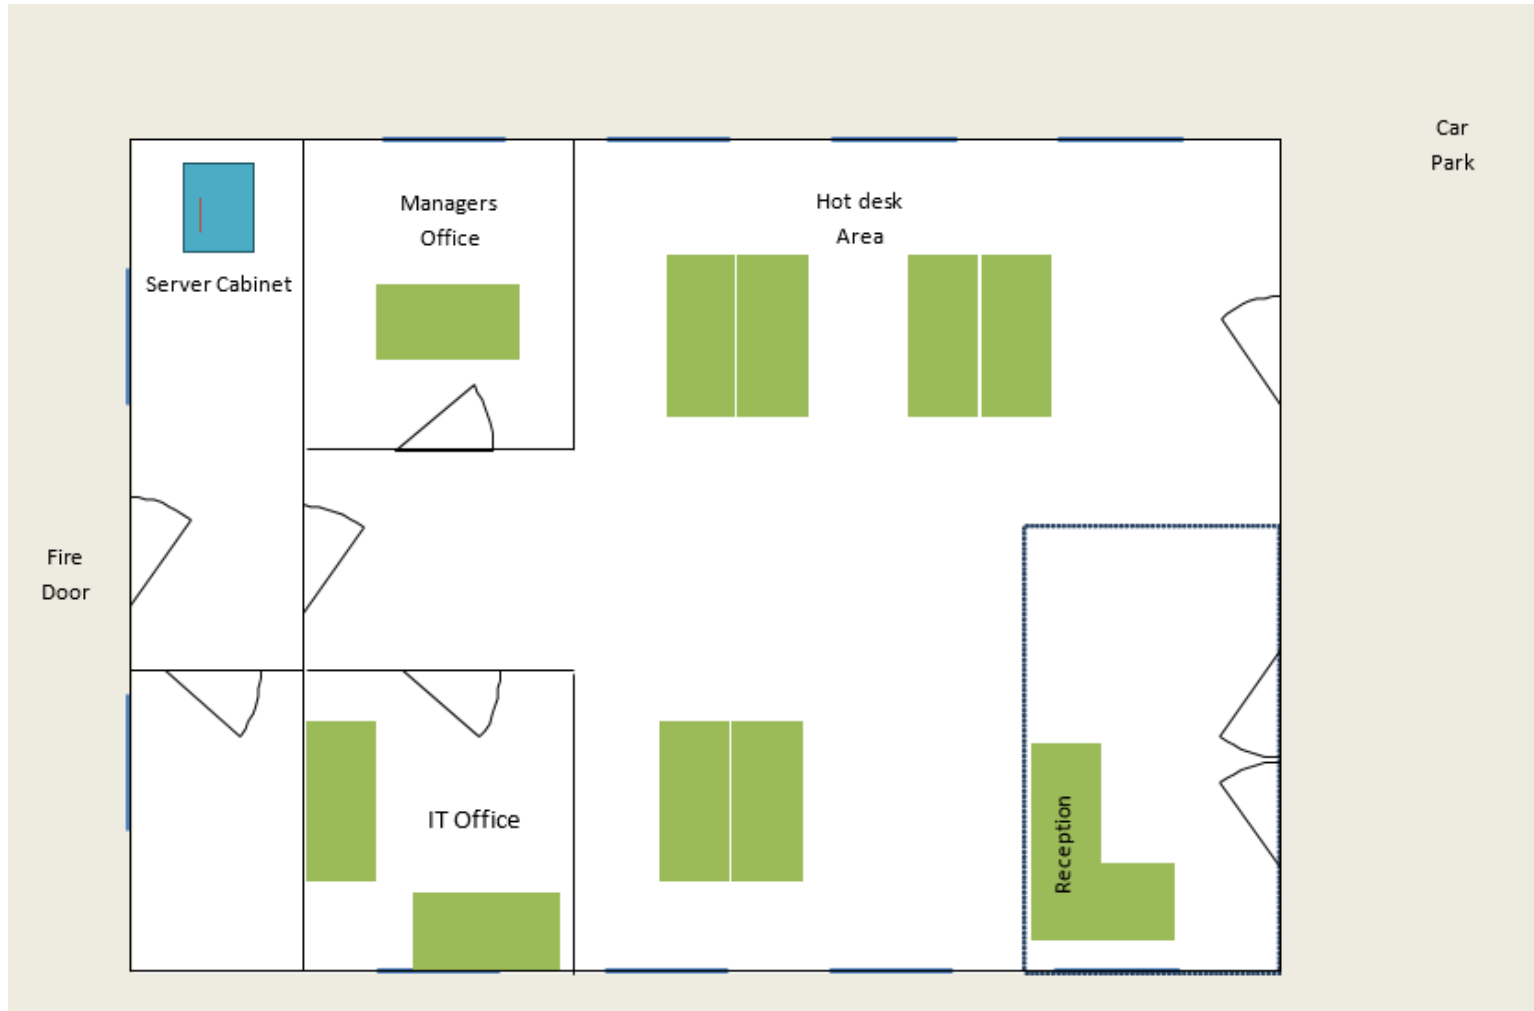 Car
Park
Managers
Office
Hot desk
Area
Server Cabinet
Fire
Door
IT Office
Reception